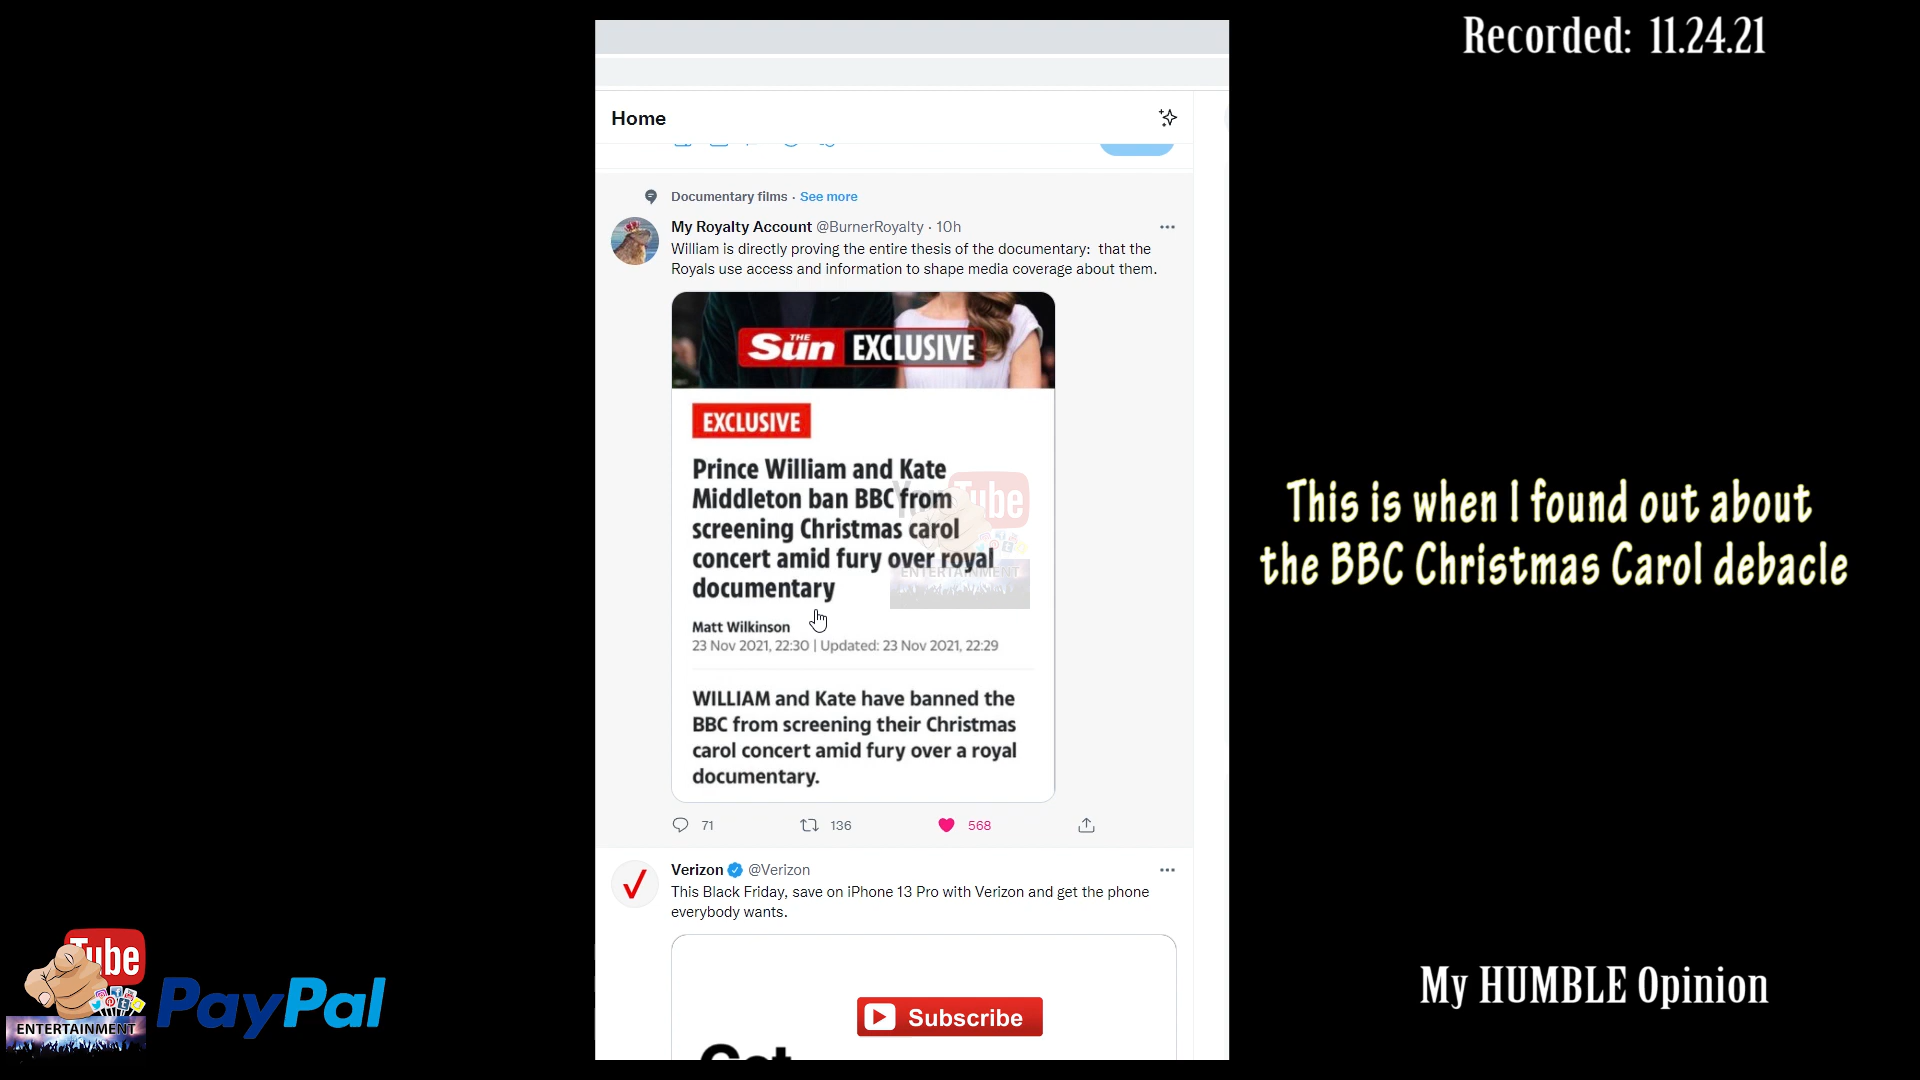 Recorded: 11.24.21
Home
Documentary films · See more
My Royalty Account @BurnerRoyalty · 10h
William is directly proving the entire thesis of the documentary: that the
Royals use access and information to shape media coverage about them.
THE Sun EXCLUSIVE
EXCLUSIVE
Prince William and Kate
Middleton ban BBC from
screening Christmas carol
concert amid fury over royal
documentary
YouTube
ENTERTAINMENT
Matt Wilkinson
23 Nov 2021, 22:30 | Updated: 23 Nov 2021, 22:29
WILLIAM and Kate have banned the
BBC from screening their Christmas
carol concert amid fury over a royal
documentary.
71 136 568
This is when I found out about
the BBC Christmas Carol debacle
Verizon @Verizon
This Black Friday, save on iPhone 13 Pro with Verizon and get the phone
everybody wants.
Subscribe
Tube
ENTERTAINMENT
PayPal
My HUMBLE Opinion